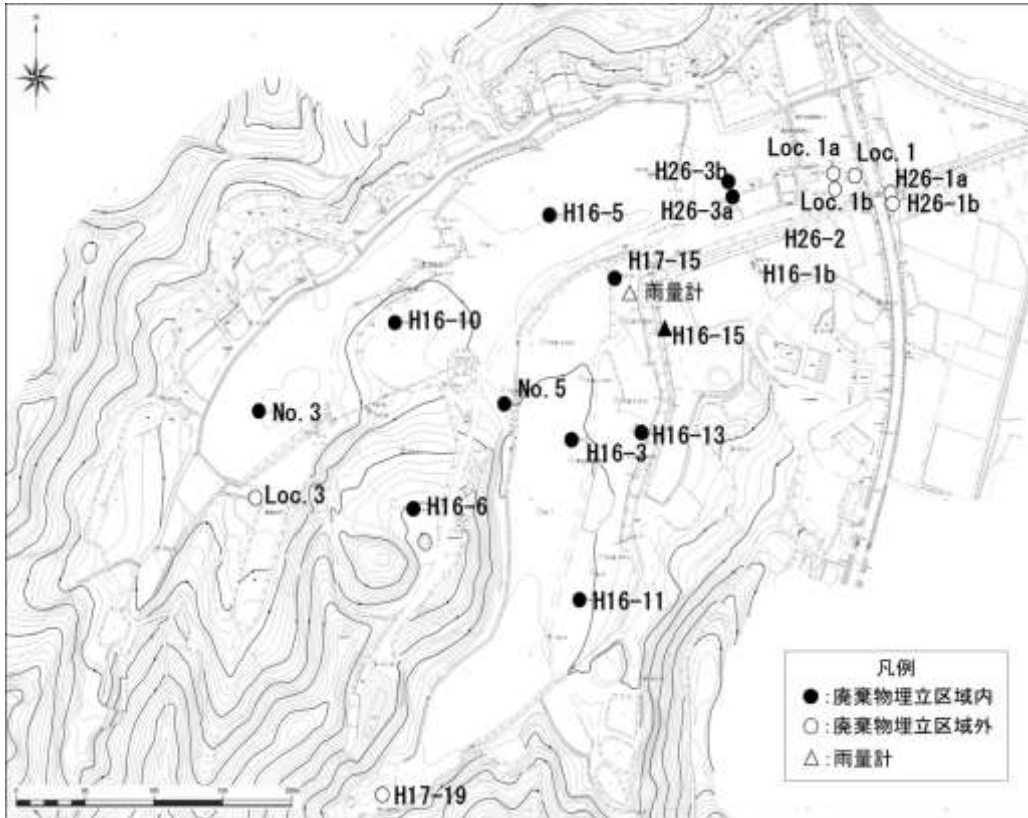 Loc. 1a
Loc. 1
H26-3b
H26-1a
H26-3a
Loc. 1b
H26-1b
H16-5
H26-2
H17-15
H16-1b
雨量計
H16-10
H16-15
No. 5
No. 3
H16-13
H16-3
Loc. 3
H16-6
H16-11
凡例
●:廃棄物埋立区域内
○:廃棄物埋立区域外
△:雨量計
H17-19